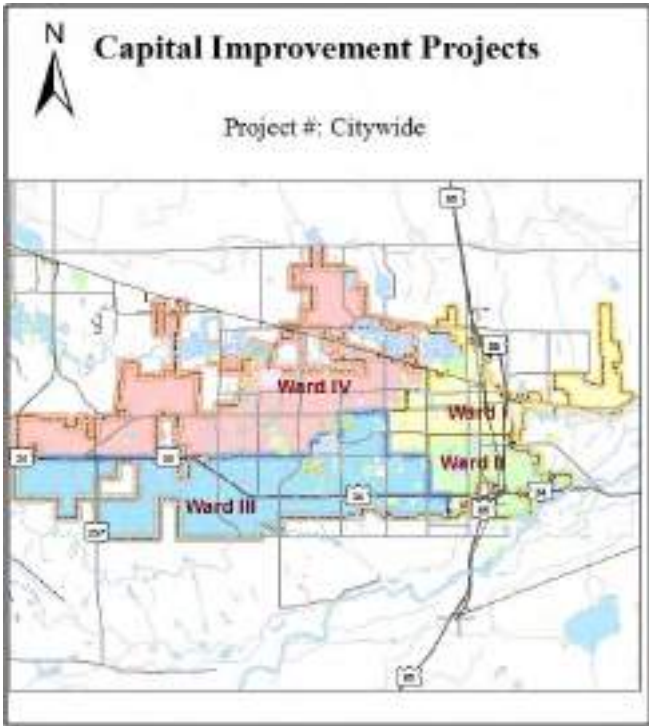 N
Capital Improvement Projects
Project #: Citywide
85
85
Ward IV
Ward I
Ward II
34
34
34
Ward III
85
257
85